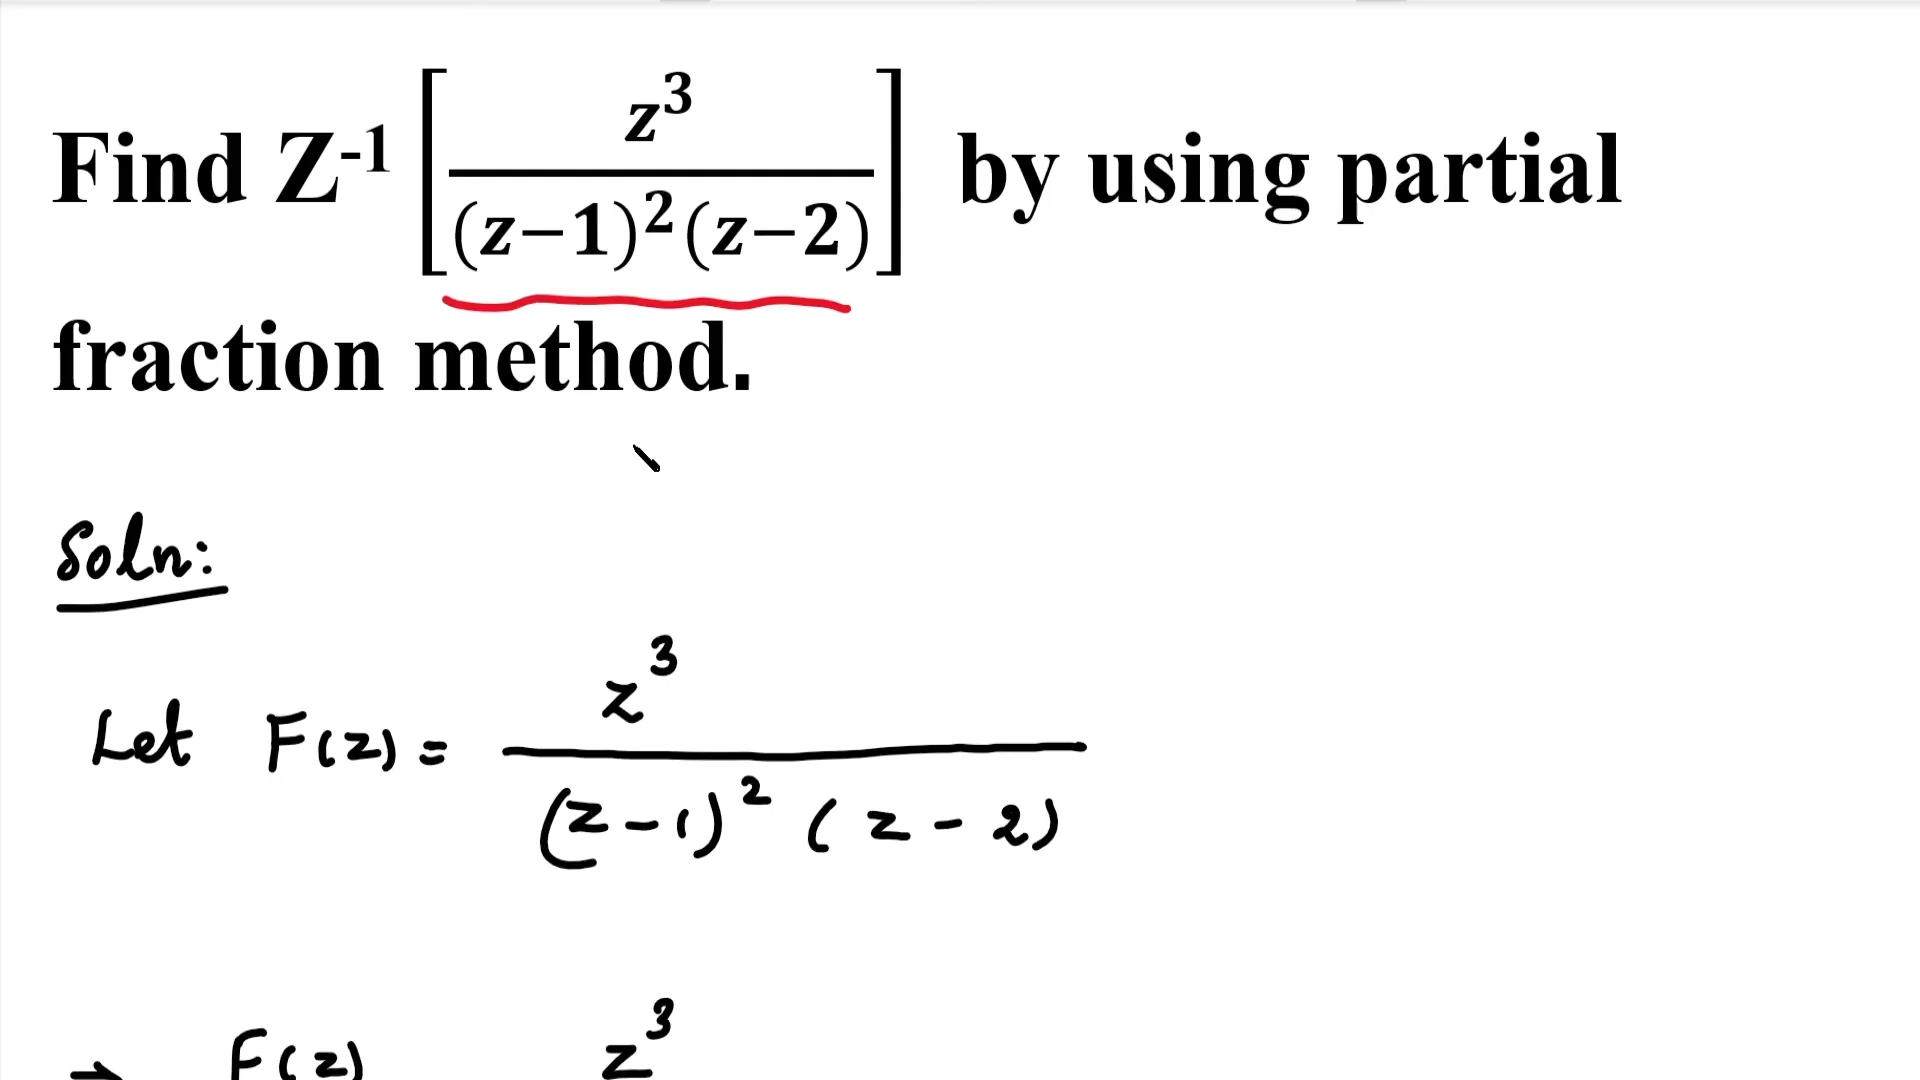 Find Z⁻¹ [z³ / (z−1)²(z−2)] by using partial
fraction method.
Soln:
Let F(z) = z³ / (z-1)² (z-2)
→ F(z) z³